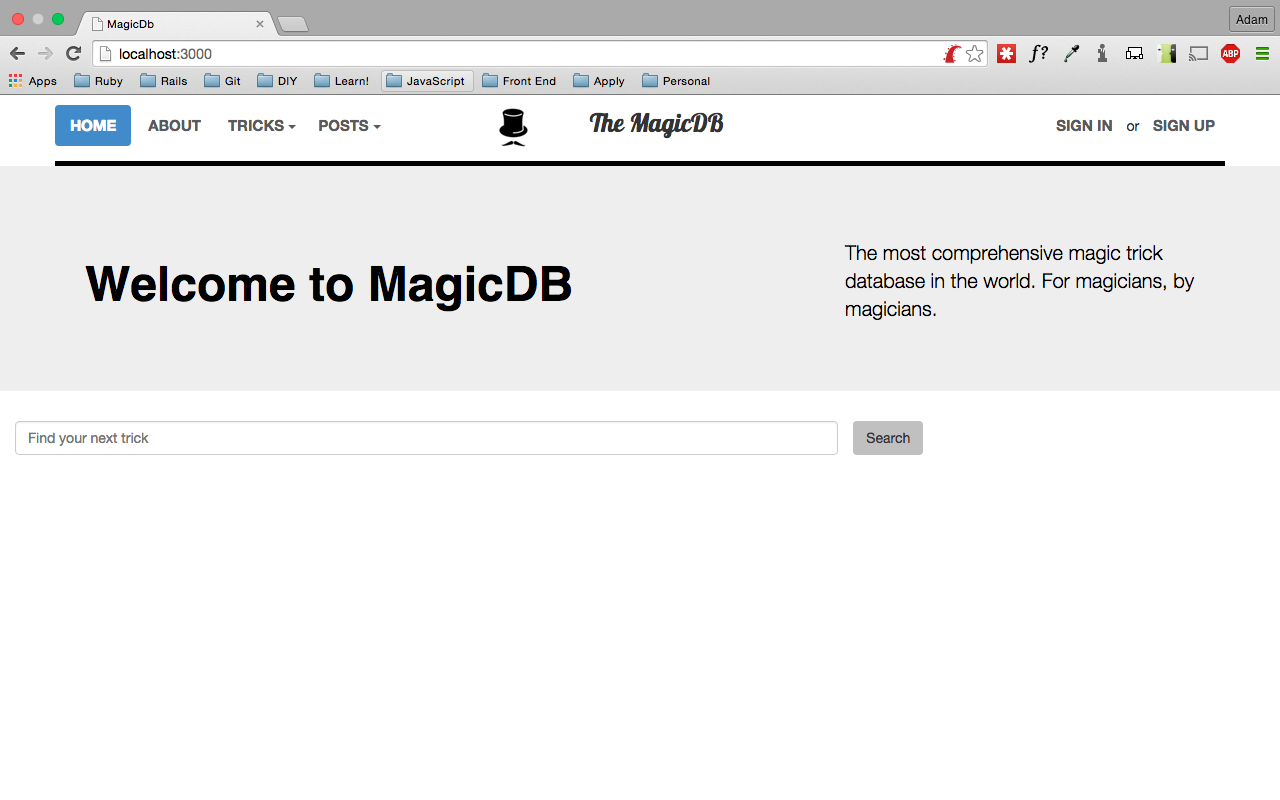 MagicDb
Adam
localhost:3000
f?
ABP
Apps Ruby Rails Git DIY Learn! JavaScript Front End Apply Personal
HOME ABOUT TRICKS POSTS The MagicDB SIGN IN or SIGN UP
Welcome to MagicDB
The most comprehensive magic trick
database in the world. For magicians, by
magicians.
Find your next trick Search